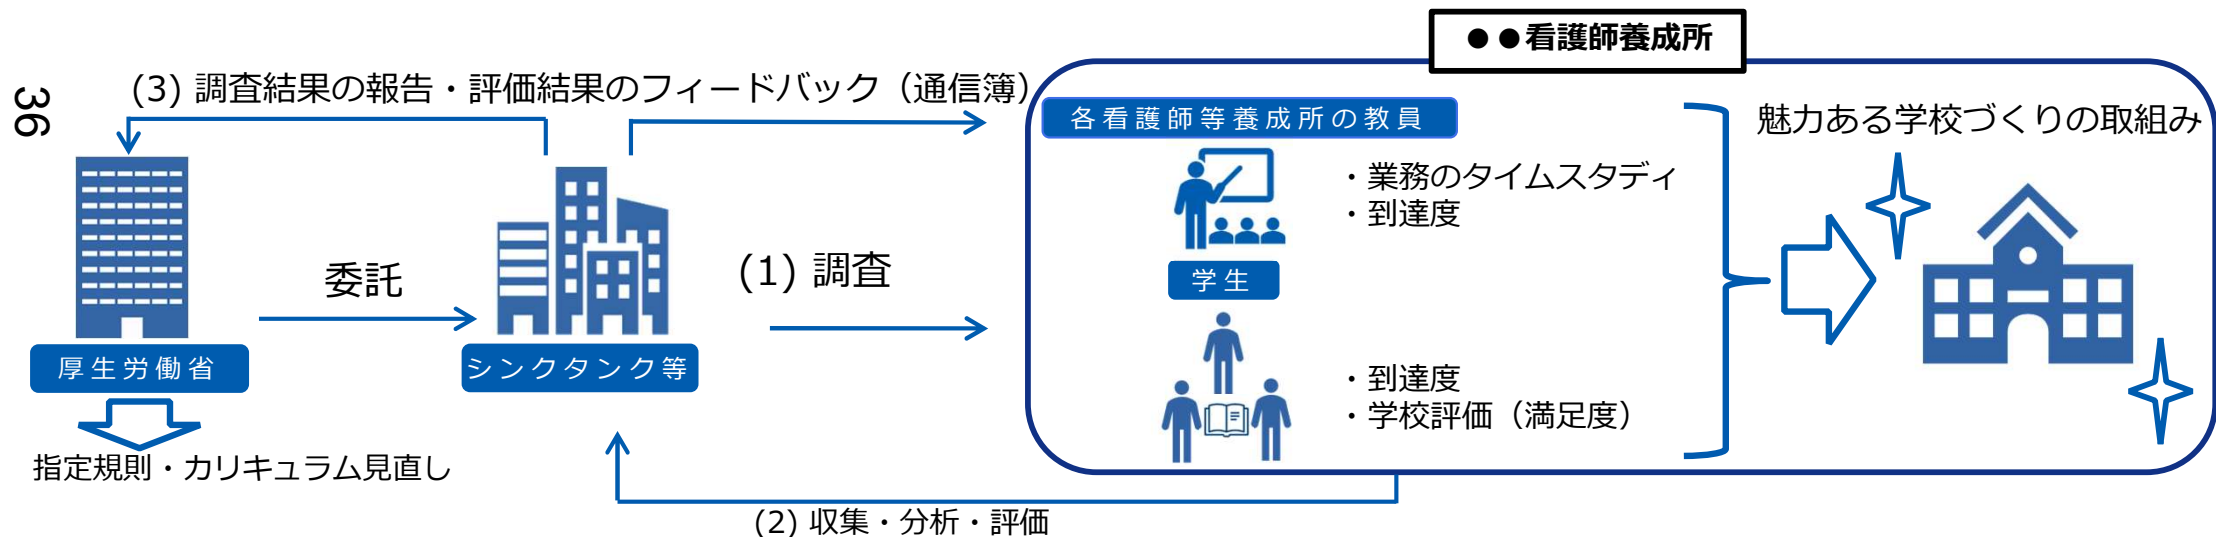 ●●看護師養成所
36
(3) 調査結果の報告・評価結果のフィードバック（通信簿）
各看護師等養成所の教員
魅力ある学校づくりの取組み
・業務のタイムスタディ
・到達度
委託
(1) 調査
学生
厚生労働省
シンクタンク等
・到達度
・学校評価（満足度）
指定規則・カリキュラム見直し
(2) 収集・分析・評価